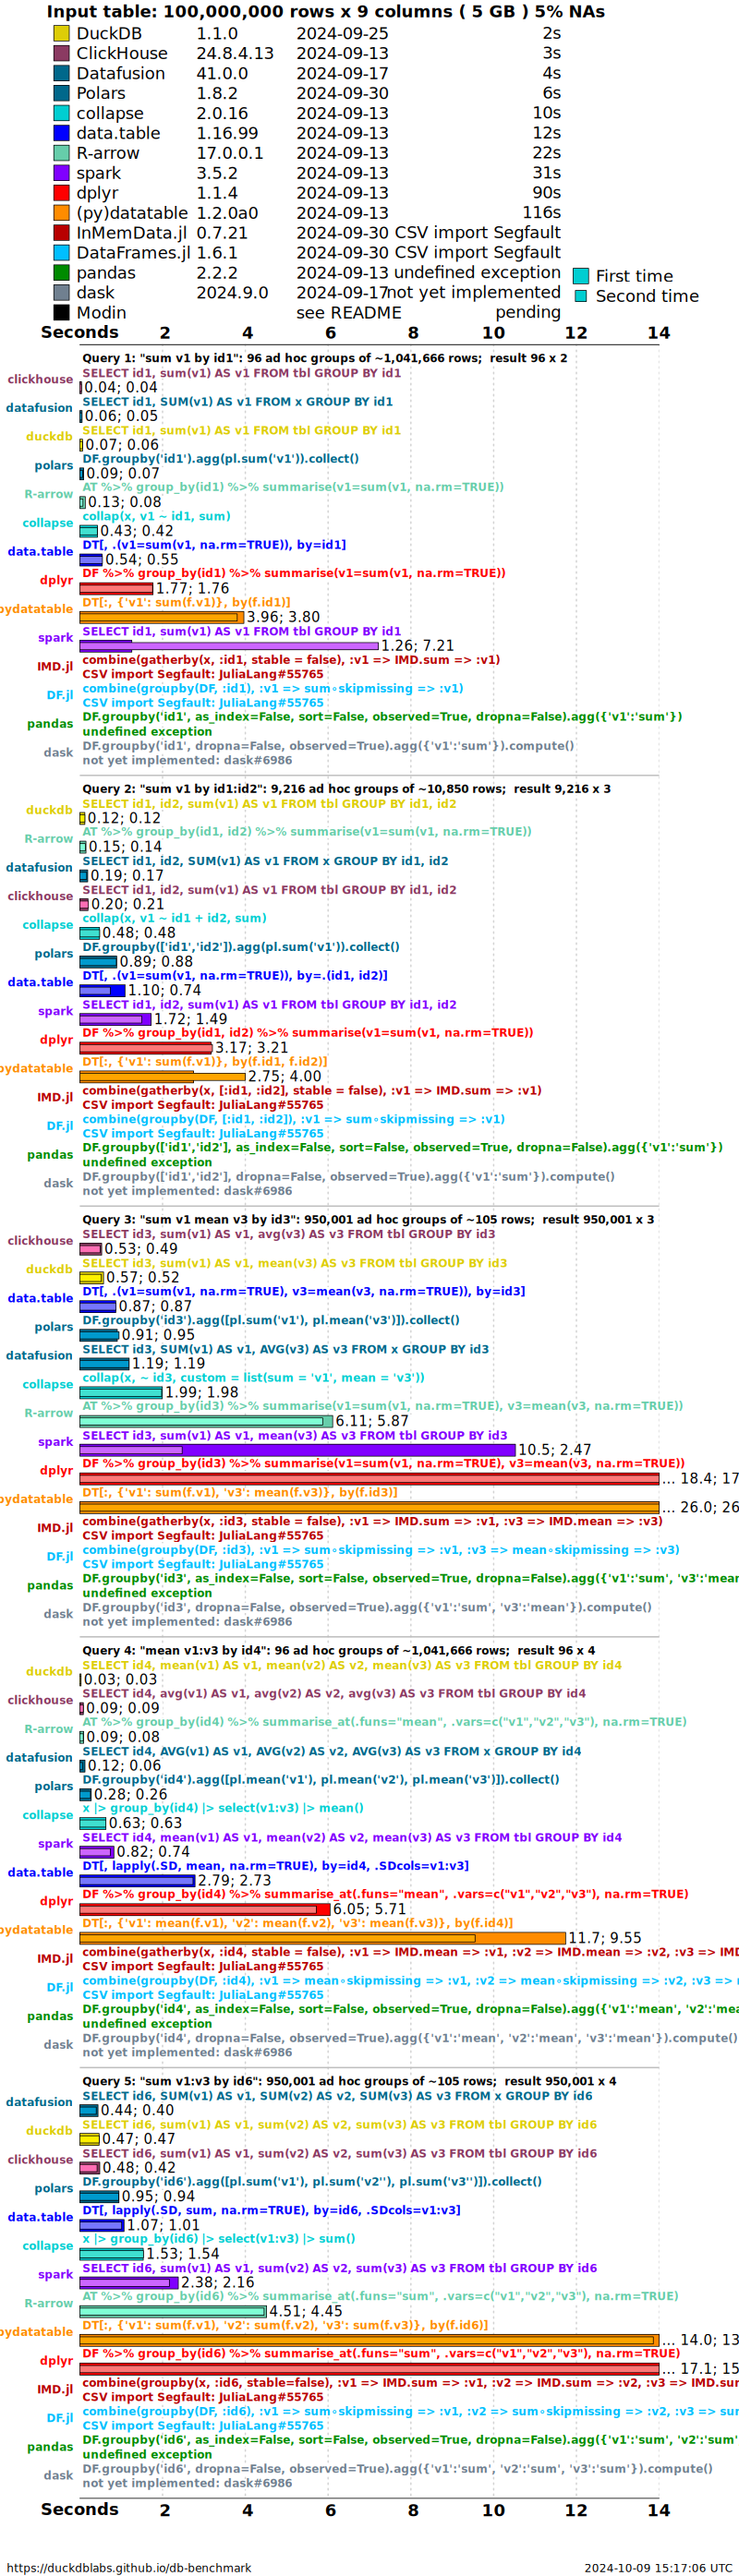 Input table: 100,000,000 rows x 9 columns ( 5 GB ) 5% NAs
DuckDB 1.1.0 2024-09-25 2s
ClickHouse 24.8.4.13 2024-09-13 3s
Datafusion 41.0.0 2024-09-17 4s
Polars 1.8.2 2024-09-30 6s
collapse 2.0.16 2024-09-13 10s
data.table 1.16.99 2024-09-13 12s
R-arrow 17.0.0.1 2024-09-13 22s
spark 3.5.2 2024-09-13 31s
dplyr 1.1.4 2024-09-13 90s
(py)datatable 1.2.0a0 2024-09-13 116s
InMemData.jl 0.7.21 2024-09-30 CSV import Segfault
DataFrames.jl 1.6.1 2024-09-30 CSV import Segfault
pandas 2.2.2 2024-09-13 undefined exception
dask 2024.9.0 2024-09-17 not yet implemented
Modin see README pending
First time
Second time
Seconds 2 4 6 8 10 12 14
Query 1: "sum v1 by id1": 96 ad hoc groups of ~1,041,666 rows; result 96 x 2
clickhouse SELECT id1, sum(v1) AS v1 FROM tbl GROUP BY id1
0.04; 0.04
datafusion SELECT id1, SUM(v1) AS v1 FROM x GROUP BY id1
0.06; 0.05
duckdb SELECT id1, sum(v1) AS v1 FROM tbl GROUP BY id1
0.07; 0.06
polars DF.groupby('id1').agg(pl.sum('v1')).collect()
0.09; 0.07
R-arrow AT %>% group_by(id1) %>% summarise(v1=sum(v1, na.rm=TRUE))
0.13; 0.08
collapse collap(x, v1 ~ id1, sum)
0.43; 0.42
data.table DT[, .(v1=sum(v1, na.rm=TRUE)), by=id1]
0.54; 0.55
dplyr DF %>% group_by(id1) %>% summarise(v1=sum(v1, na.rm=TRUE))
1.77; 1.76
pydatatable DT[:, {'v1': sum(f.v1)}, by(f.id1)]
3.96; 3.80
spark SELECT id1, sum(v1) AS v1 FROM tbl GROUP BY id1
1.26; 7.21
IMD.jl combine(gatherby(x, :id1, stable = false), :v1 => IMD.sum => :v1)
CSV import Segfault: JuliaLang#55765
DF.jl combine(groupby(DF, :id1), :v1 => sum∘skipmissing => :v1)
CSV import Segfault: JuliaLang#55765
pandas DF.groupby('id1', as_index=False, sort=False, observed=True, dropna=False).agg({'v1':'sum'})
undefined exception
dask DF.groupby('id1', dropna=False, observed=True).agg({'v1':'sum'}).compute()
not yet implemented: dask#6986
Query 2: "sum v1 by id1:id2": 9,216 ad hoc groups of ~10,850 rows; result 9,216 x 3
duckdb SELECT id1, id2, sum(v1) AS v1 FROM tbl GROUP BY id1, id2
0.12; 0.12
R-arrow AT %>% group_by(id1, id2) %>% summarise(v1=sum(v1, na.rm=TRUE))
0.15; 0.14
datafusion SELECT id1, id2, SUM(v1) AS v1 FROM x GROUP BY id1, id2
0.19; 0.17
clickhouse SELECT id1, id2, sum(v1) AS v1 FROM tbl GROUP BY id1, id2
0.20; 0.21
collapse collap(x, v1 ~ id1 + id2, sum)
0.48; 0.48
polars DF.groupby(['id1','id2']).agg(pl.sum('v1')).collect()
0.89; 0.88
data.table DT[, .(v1=sum(v1, na.rm=TRUE)), by=.(id1, id2)]
1.10; 0.74
spark SELECT id1, id2, sum(v1) AS v1 FROM tbl GROUP BY id1, id2
1.72; 1.49
dplyr DF %>% group_by(id1, id2) %>% summarise(v1=sum(v1, na.rm=TRUE))
3.17; 3.21
pydatatable DT[:, {'v1': sum(f.v1)}, by(f.id1, f.id2)]
2.75; 4.00
IMD.jl combine(gatherby(x, [:id1, :id2], stable = false), :v1 => IMD.sum => :v1)
CSV import Segfault: JuliaLang#55765
DF.jl combine(groupby(DF, [:id1, :id2]), :v1 => sum∘skipmissing => :v1)
CSV import Segfault: JuliaLang#55765
pandas DF.groupby(['id1','id2'], as_index=False, sort=False, observed=True, dropna=False).agg({'v1':'sum'})
undefined exception
dask DF.groupby(['id1','id2'], dropna=False, observed=True).agg({'v1':'sum'}).compute()
not yet implemented: dask#6986
Query 3: "sum v1 mean v3 by id3": 950,001 ad hoc groups of ~105 rows; result 950,001 x 3
clickhouse SELECT id3, sum(v1) AS v1, avg(v3) AS v3 FROM tbl GROUP BY id3
0.53; 0.49
duckdb SELECT id3, sum(v1) AS v1, mean(v3) AS v3 FROM tbl GROUP BY id3
0.57; 0.52
data.table DT[, .(v1=sum(v1, na.rm=TRUE), v3=mean(v3, na.rm=TRUE)), by=id3]
0.87; 0.87
polars DF.groupby('id3').agg([pl.sum('v1'), pl.mean('v3')]).collect()
0.91; 0.95
datafusion SELECT id3, SUM(v1) AS v1, AVG(v3) AS v3 FROM x GROUP BY id3
1.19; 1.19
collapse collap(x, ~ id3, custom = list(sum = 'v1', mean = 'v3'))
1.99; 1.98
R-arrow AT %>% group_by(id3) %>% summarise(v1=sum(v1, na.rm=TRUE), v3=mean(v3, na.rm=TRUE))
6.11; 5.87
spark SELECT id3, sum(v1) AS v1, mean(v3) AS v3 FROM tbl GROUP BY id3
10.5; 2.47
dplyr DF %>% group_by(id3) %>% summarise(v1=sum(v1, na.rm=TRUE), v3=mean(v3, na.rm=TRUE))
... 18.4; 17
pydatatable DT[:, {'v1': sum(f.v1), 'v3': mean(f.v3)}, by(f.id3)]
... 26.0; 26
IMD.jl combine(gatherby(x, :id3, stable = false), :v1 => IMD.sum => :v1, :v3 => IMD.mean => :v3)
CSV import Segfault: JuliaLang#55765
DF.jl combine(groupby(DF, :id3), :v1 => sum∘skipmissing => :v1, :v3 => mean∘skipmissing => :v3)
CSV import Segfault: JuliaLang#55765
pandas DF.groupby('id3', as_index=False, sort=False, observed=True, dropna=False).agg({'v1':'sum', 'v3':'mean
undefined exception
dask DF.groupby('id3', dropna=False, observed=True).agg({'v1':'sum', 'v3':'mean'}).compute()
not yet implemented: dask#6986
Query 4: "mean v1:v3 by id4": 96 ad hoc groups of ~1,041,666 rows; result 96 x 4
duckdb SELECT id4, mean(v1) AS v1, mean(v2) AS v2, mean(v3) AS v3 FROM tbl GROUP BY id4
0.03; 0.03
clickhouse SELECT id4, avg(v1) AS v1, avg(v2) AS v2, avg(v3) AS v3 FROM tbl GROUP BY id4
0.09; 0.09
R-arrow AT %>% group_by(id4) %>% summarise_at(.funs="mean", .vars=c("v1","v2","v3"), na.rm=TRUE)
0.09; 0.08
datafusion SELECT id4, AVG(v1) AS v1, AVG(v2) AS v2, AVG(v3) AS v3 FROM x GROUP BY id4
0.12; 0.06
polars DF.groupby('id4').agg([pl.mean('v1'), pl.mean('v2'), pl.mean('v3')]).collect()
0.28; 0.26
collapse x |> group_by(id4) |> select(v1:v3) |> mean()
0.63; 0.63
spark SELECT id4, mean(v1) AS v1, mean(v2) AS v2, mean(v3) AS v3 FROM tbl GROUP BY id4
0.82; 0.74
data.table DT[, lapply(.SD, mean, na.rm=TRUE), by=id4, .SDcols=v1:v3]
2.79; 2.73
dplyr DF %>% group_by(id4) %>% summarise_at(.funs="mean", .vars=c("v1","v2","v3"), na.rm=TRUE)
6.05; 5.71
pydatatable DT[:, {'v1': mean(f.v1), 'v2': mean(f.v2), 'v3': mean(f.v3)}, by(f.id4)]
11.7; 9.55
IMD.jl combine(gatherby(x, :id4, stable = false), :v1 => IMD.mean => :v1, :v2 => IMD.mean => :v2, :v3 => IMD
CSV import Segfault: JuliaLang#55765
DF.jl combine(groupby(DF, :id4), :v1 => mean∘skipmissing => :v1, :v2 => mean∘skipmissing => :v2, :v3 =>
CSV import Segfault: JuliaLang#55765
pandas DF.groupby('id4', as_index=False, sort=False, observed=True, dropna=False).agg({'v1':'mean', 'v2':'mea
undefined exception
dask DF.groupby('id4', dropna=False, observed=True).agg({'v1':'mean', 'v2':'mean', 'v3':'mean'}).compute()
not yet implemented: dask#6986
Query 5: "sum v1:v3 by id6": 950,001 ad hoc groups of ~105 rows; result 950,001 x 4
datafusion SELECT id6, SUM(v1) AS v1, SUM(v2) AS v2, SUM(v3) AS v3 FROM x GROUP BY id6
0.44; 0.40
duckdb SELECT id6, sum(v1) AS v1, sum(v2) AS v2, sum(v3) AS v3 FROM tbl GROUP BY id6
0.47; 0.47
clickhouse SELECT id6, sum(v1) AS v1, sum(v2) AS v2, sum(v3) AS v3 FROM tbl GROUP BY id6
0.48; 0.42
polars DF.groupby('id6').agg([pl.sum('v1'), pl.sum('v2''), pl.sum('v3'')]).collect()
0.95; 0.94
data.table DT[, lapply(.SD, sum, na.rm=TRUE), by=id6, .SDcols=v1:v3]
1.07; 1.01
collapse x |> group_by(id6) |> select(v1:v3) |> sum()
1.53; 1.54
spark SELECT id6, sum(v1) AS v1, sum(v2) AS v2, sum(v3) AS v3 FROM tbl GROUP BY id6
2.38; 2.16
R-arrow AT %>% group_by(id6) %>% summarise_at(.funs="sum", .vars=c("v1","v2","v3"), na.rm=TRUE)
4.51; 4.45
pydatatable DT[:, {'v1': sum(f.v1), 'v2': sum(f.v2), 'v3': sum(f.v3)}, by(f.id6)]
... 14.0; 13
dplyr DF %>% group_by(id6) %>% summarise_at(.funs="sum", .vars=c("v1","v2","v3"), na.rm=TRUE)
... 17.1; 15
IMD.jl combine(groupby(x, :id6, stable=false), :v1 => IMD.sum => :v1, :v2 => IMD.sum => :v2, :v3 => IMD.sum
CSV import Segfault: JuliaLang#55765
DF.jl combine(groupby(DF, :id6), :v1 => sum∘skipmissing => :v1, :v2 => sum∘skipmissing => :v2, :v3 => sum
CSV import Segfault: JuliaLang#55765
pandas DF.groupby('id6', as_index=False, sort=False, observed=True, dropna=False).agg({'v1':'sum', 'v2':'sum'
undefined exception
dask DF.groupby('id6', dropna=False, observed=True).agg({'v1':'sum', 'v2':'sum', 'v3':'sum'}).compute()
not yet implemented: dask#6986
Seconds 2 4 6 8 10 12 14
https://duckdblabs.github.io/db-benchmark 2024-10-09 15:17:06 UTC